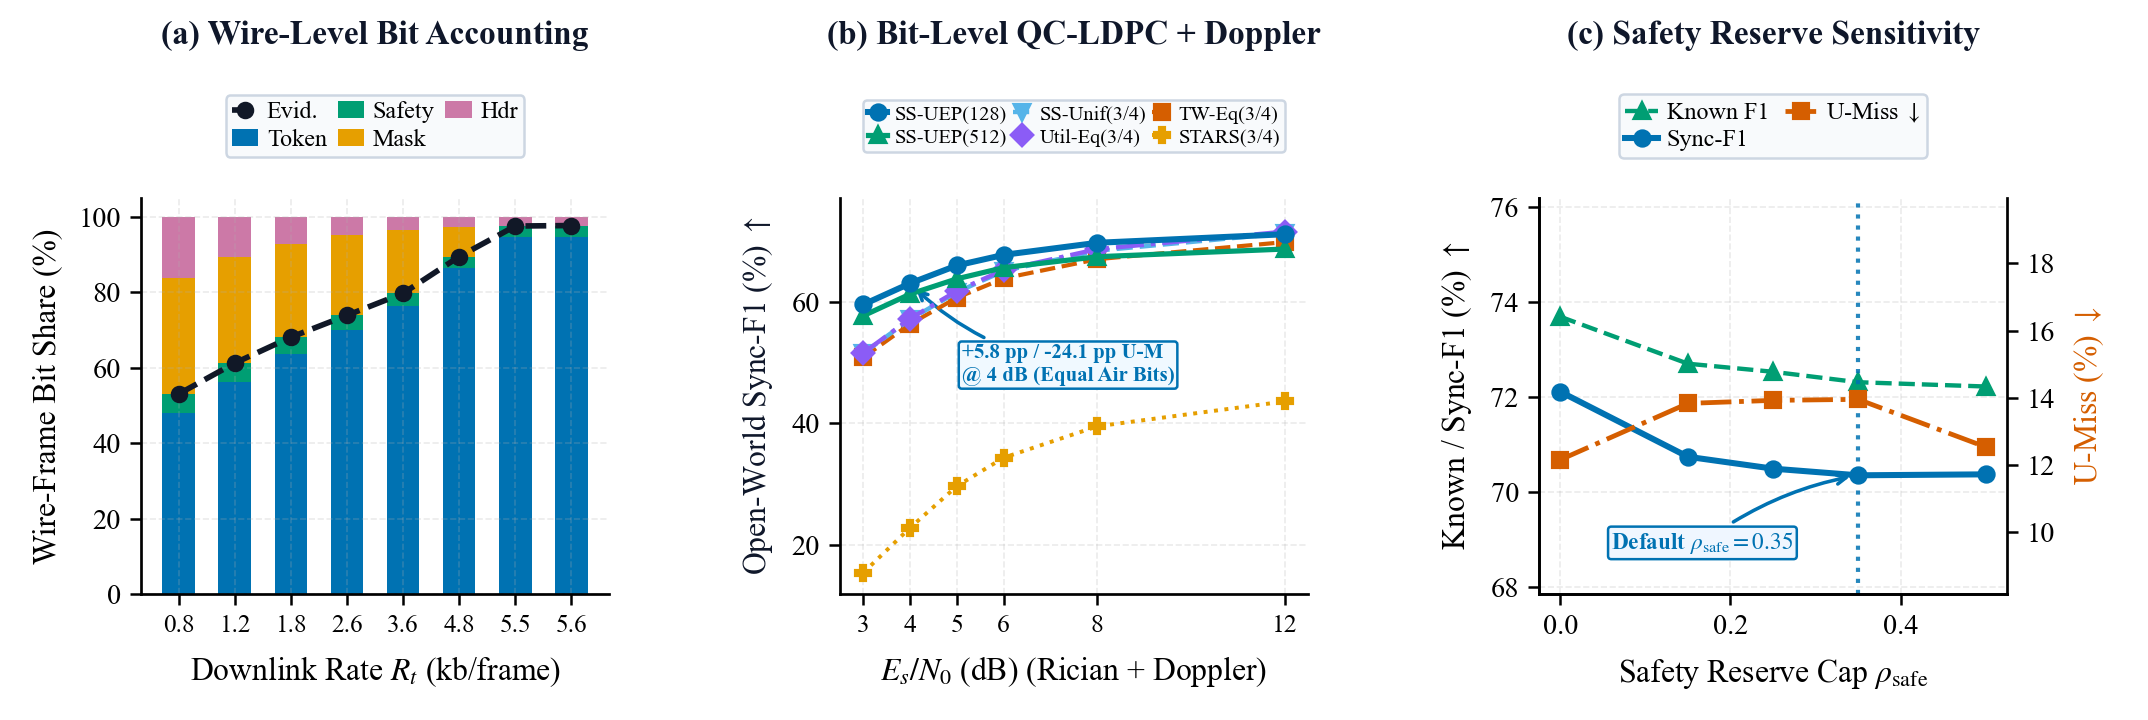 (a) Wire-Level Bit Accounting
Evid. Safety Hdr
Token Mask
Wire-Frame Bit Share (%)
100
80
60
40
20
0
0.8 1.2 1.8 2.6 3.6 4.8 5.5 5.6
Downlink Rate Rₜ (kb/frame)
(b) Bit-Level QC-LDPC + Doppler
SS-UEP(128) SS-Unif(3/4) TW-Eq(3/4)
SS-UEP(512) Util-Eq(3/4) STARS(3/4)
Open-World Sync-F1 (%) ↑
60
40
20
+5.8 pp / -24.1 pp U-M
@ 4 dB (Equal Air Bits)
3 4 5 6 8 12
Eₛ/N₀ (dB) (Rician + Doppler)
(c) Safety Reserve Sensitivity
Known F1 U-Miss ↓
Sync-F1
Known / Sync-F1 (%) ↑
76
74
72
70
68
Default ρsafe = 0.35
18
16
14
12
10
U-Miss (%) ↓
0.0 0.2 0.4
Safety Reserve Cap ρsafe